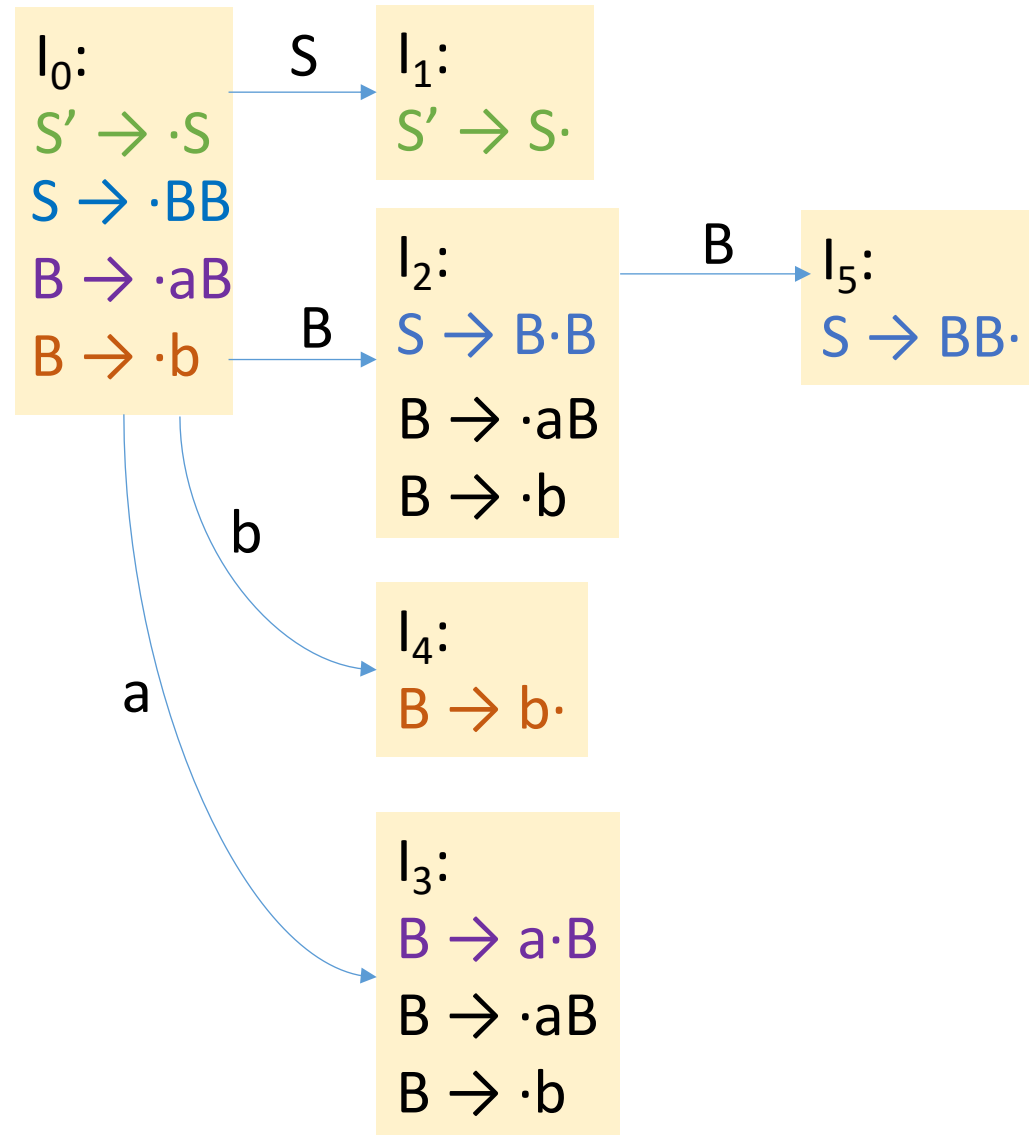 I₀:
S' → ·S
S → ·BB
B → ·aB
B → ·b
S
I₁:
S' → S·
B
I₂:
S → B·B
B → ·aB
B → ·b
B
I₅:
S → BB·
b
I₄:
B → b·
a
I₃:
B → a·B
B → ·aB
B → ·b